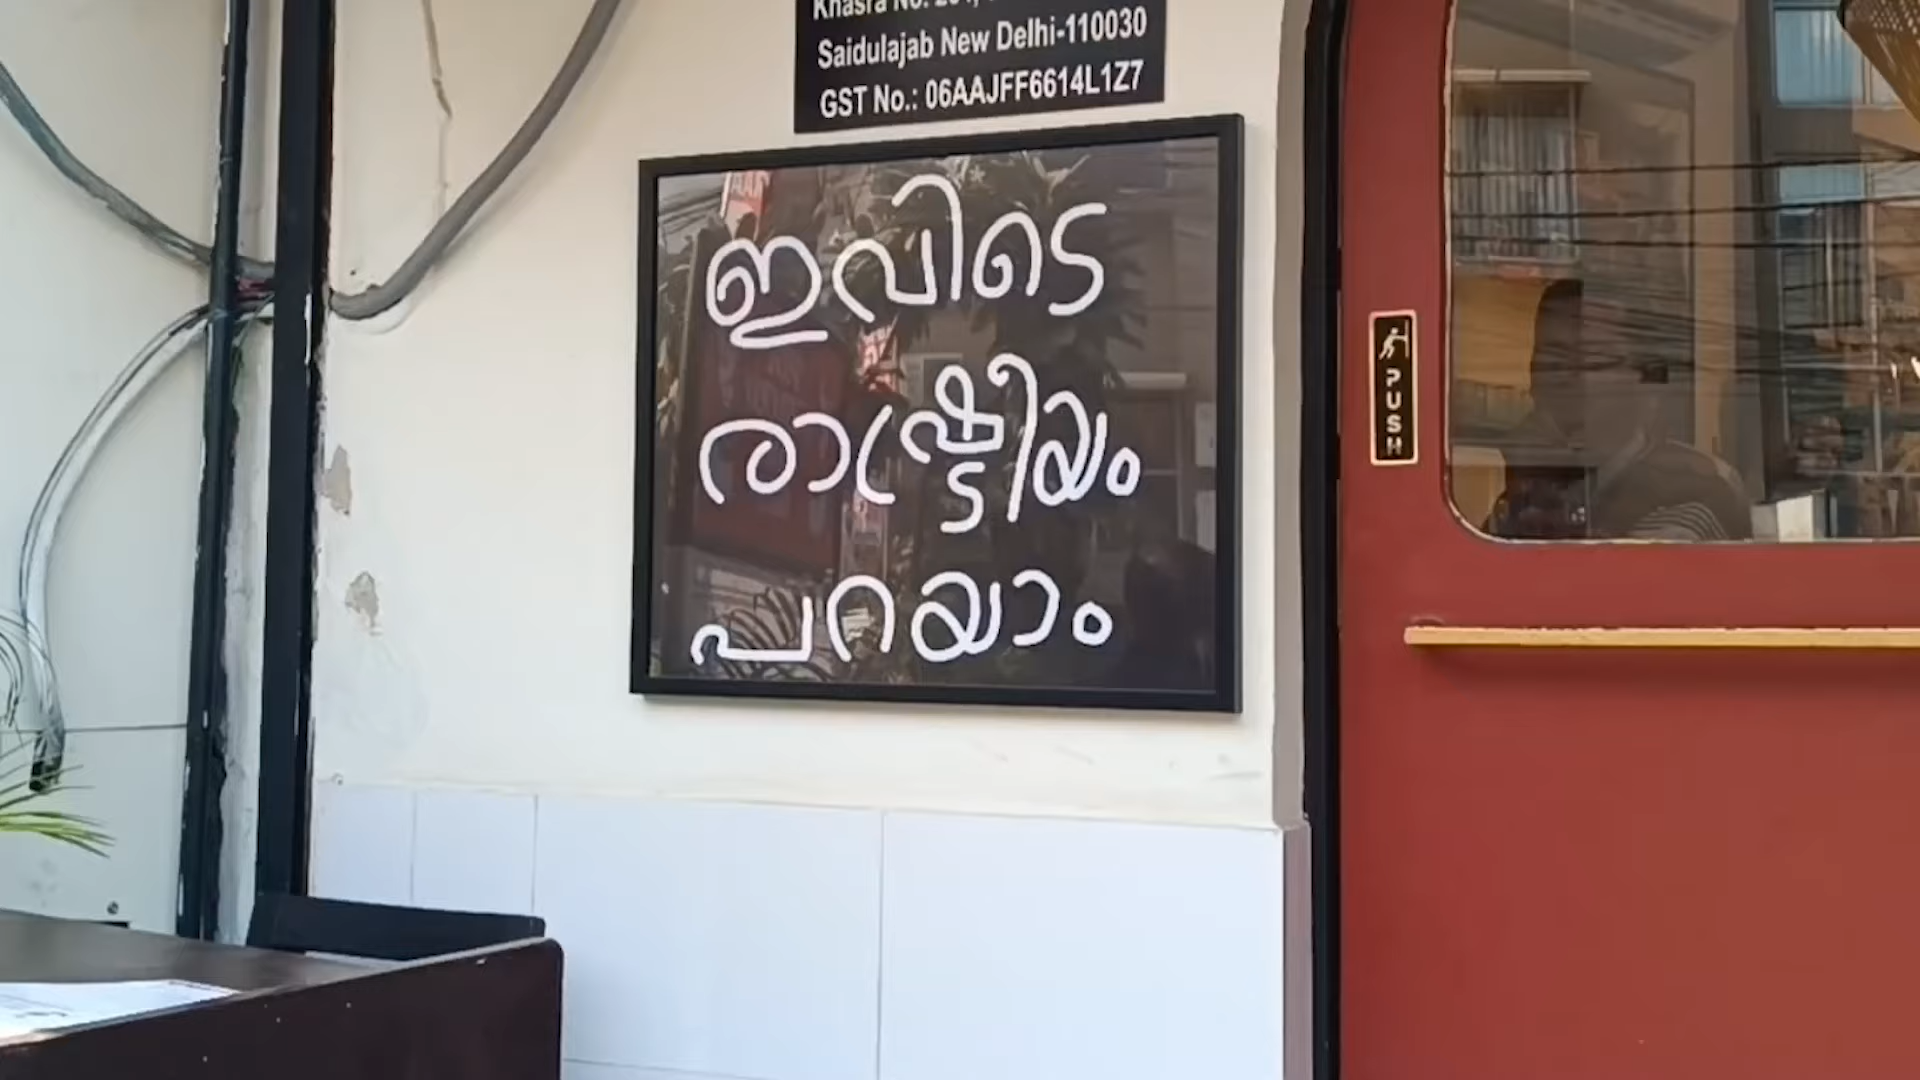 Saidulajab New Delhi-110030
GST No.: 06AAJFF6614L1Z7
ഇവിടെ
രാഷ്ട്രീയം
പറയാം
PUSH